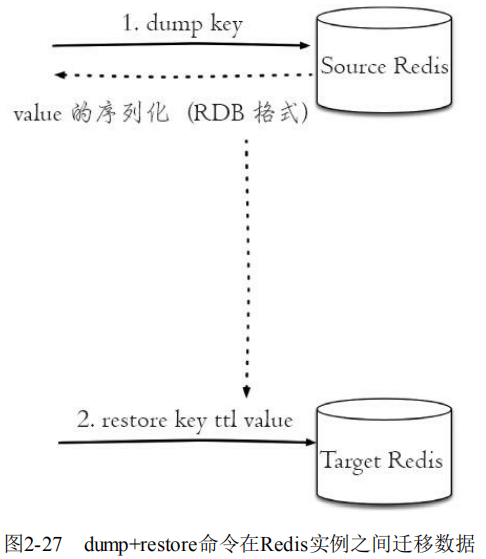 1. dump key
Source Redis
value 的序列化 (RDB 格式)
2. restore key ttl value
Target Redis
图2-27 dump+restore命令在Redis实例之间迁移数据